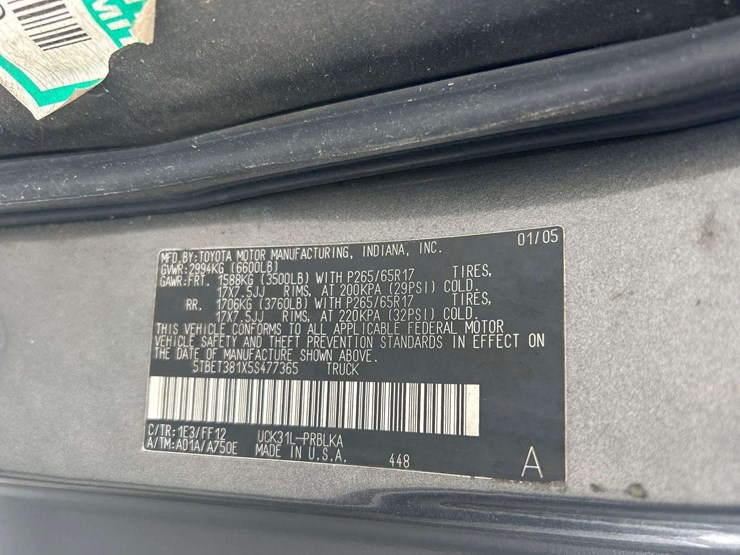 MFD. BY: TOYOTA MOTOR MANUFACTURING, INDIANA, INC. 01/05
GVWR: 2994KG (6600LB)
GAWR: FRT. 1588KG (3500LB) WITH P265/65R17 TIRES,
17X7.5JJ RIMS, AT 200KPA (29PSI) COLD.
RR. 1706KG (3760LB) WITH P265/65R17 TIRES,
17X7.5JJ RIMS, AT 220KPA (32PSI) COLD.
THIS VEHICLE CONFORMS TO ALL APPLICABLE FEDERAL MOTOR
VEHICLE SAFETY AND THEFT PREVENTION STANDARDS IN EFFECT ON
THE DATE OF MANUFACTURE SHOWN ABOVE.
5TBET381X5S477365 TRUCK
C/TR: 1E3/FF12 UCK31L-PRBLKA
A/TM: A01A/A750E MADE IN U.S.A. 448 A